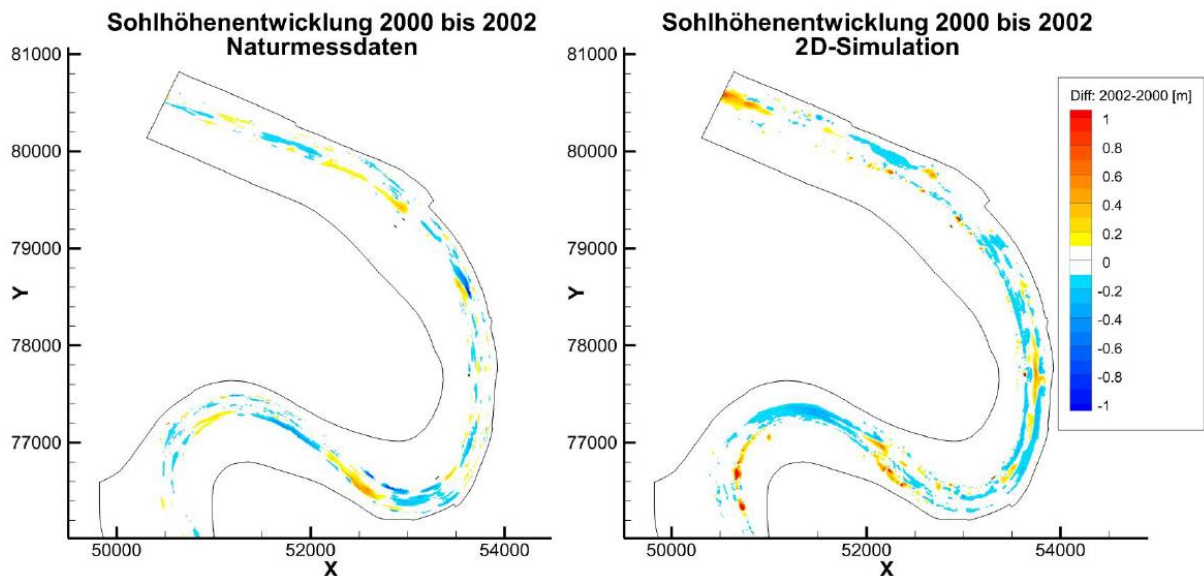 Sohlhöhenentwicklung 2000 bis 2002
Naturmessdaten
81000
80000
79000
78000
77000
Y
50000 52000 54000
X
Sohlhöhenentwicklung 2000 bis 2002
2D-Simulation
81000
80000
79000
78000
77000
Y
50000 52000 54000
X
Diff: 2002-2000 [m]
1
0.8
0.6
0.4
0.2
0
-0.2
-0.4
-0.6
-0.8
-1